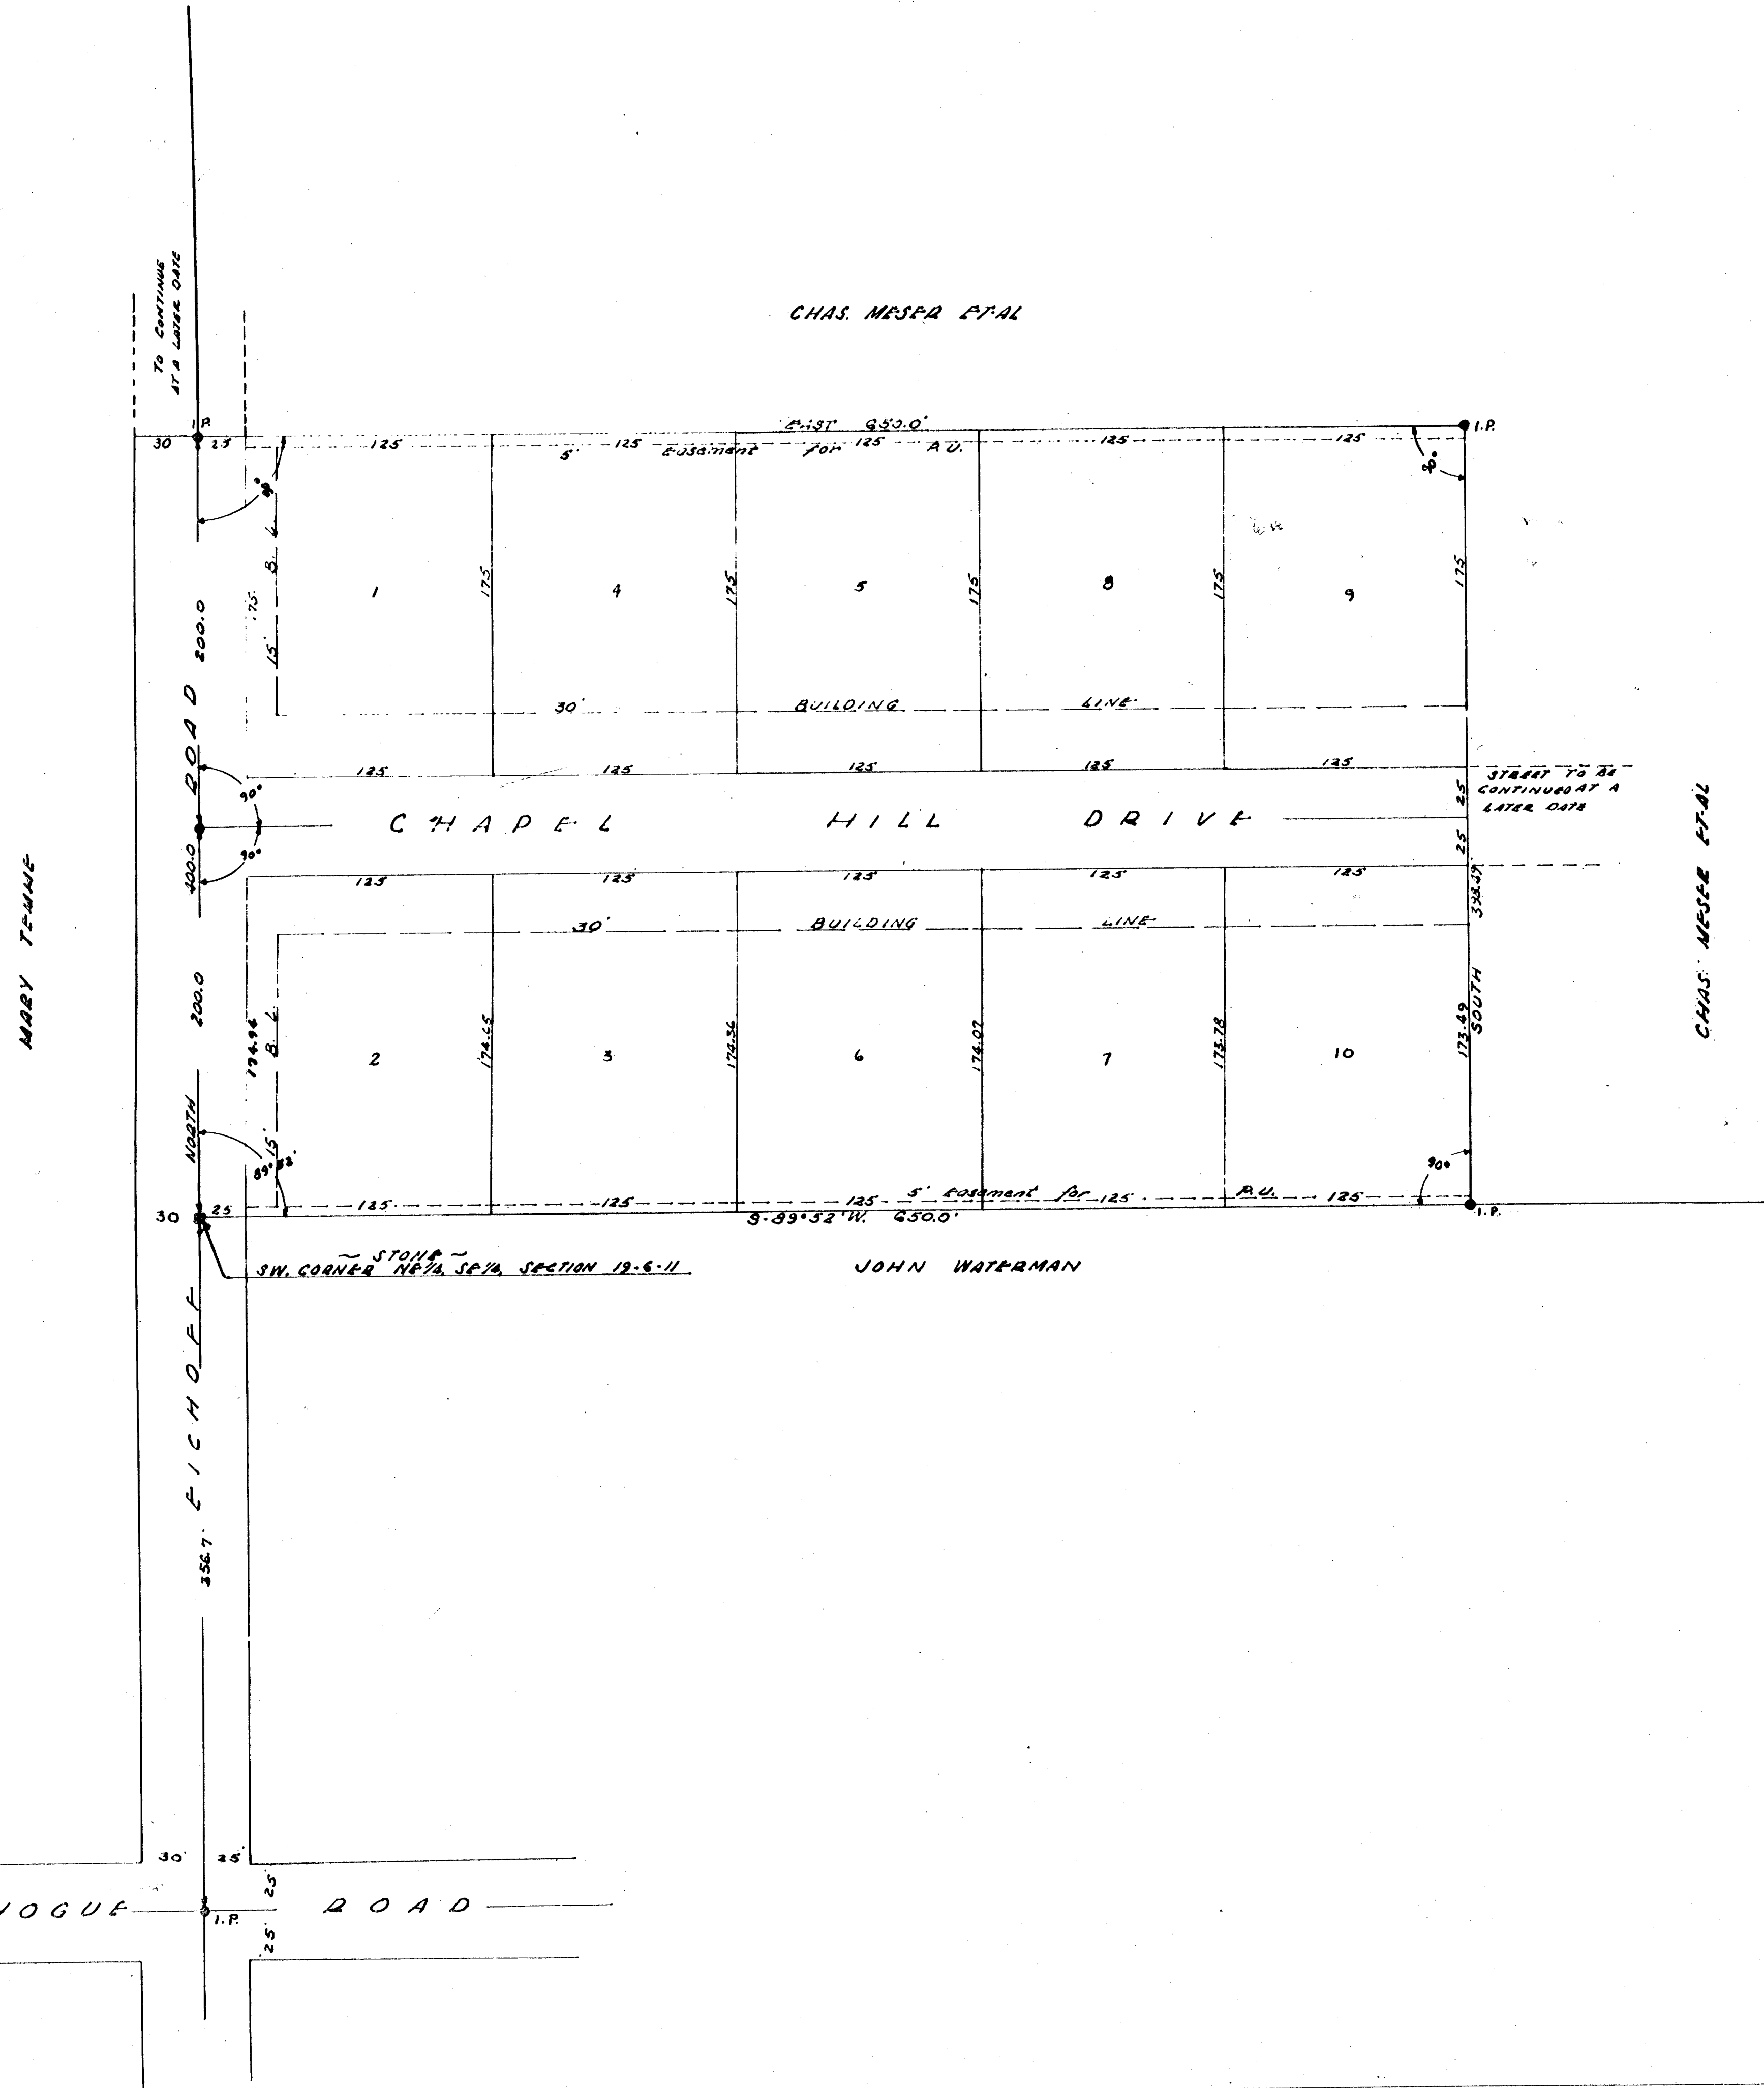 TO CONTINUE
AT A LATER DATE
CHAS. MESER ET-AL
I.P.
30 25
EAST 650.0'
125 125 125 125 125
5' Easement for P.U.
I.P.
90°
200.0
175
15' B. L.
1 175 4 175 5 175 8 175 9 175
30' BUILDING LINE
125 125 125 125 125
90°
90°
CHAPEL HILL DRIVE
25
25
STREET TO BE
CONTINUED AT A
LATER DATE
400.0
MARY TEMME
CHAS. MESER ET-AL
125 125 125 125 125
30' BUILDING LINE
200.0
NORTH
174.94
15' B. L.
2 174.65 3 174.36 6 174.07 7 173.78 10 173.49
SOUTH
89°52'
90°
30 25
125 125 125 5' Easement for 125 P.U. 125
S-89°52'W. 650.0'
I.P.
~ STONE ~
SW. CORNER NE¼ SE¼ SECTION 19-6-11
JOHN WATERMAN
EICHOFF ROAD
356.7
30' 25'
25'
25'
I.P.
VOGUE ROAD